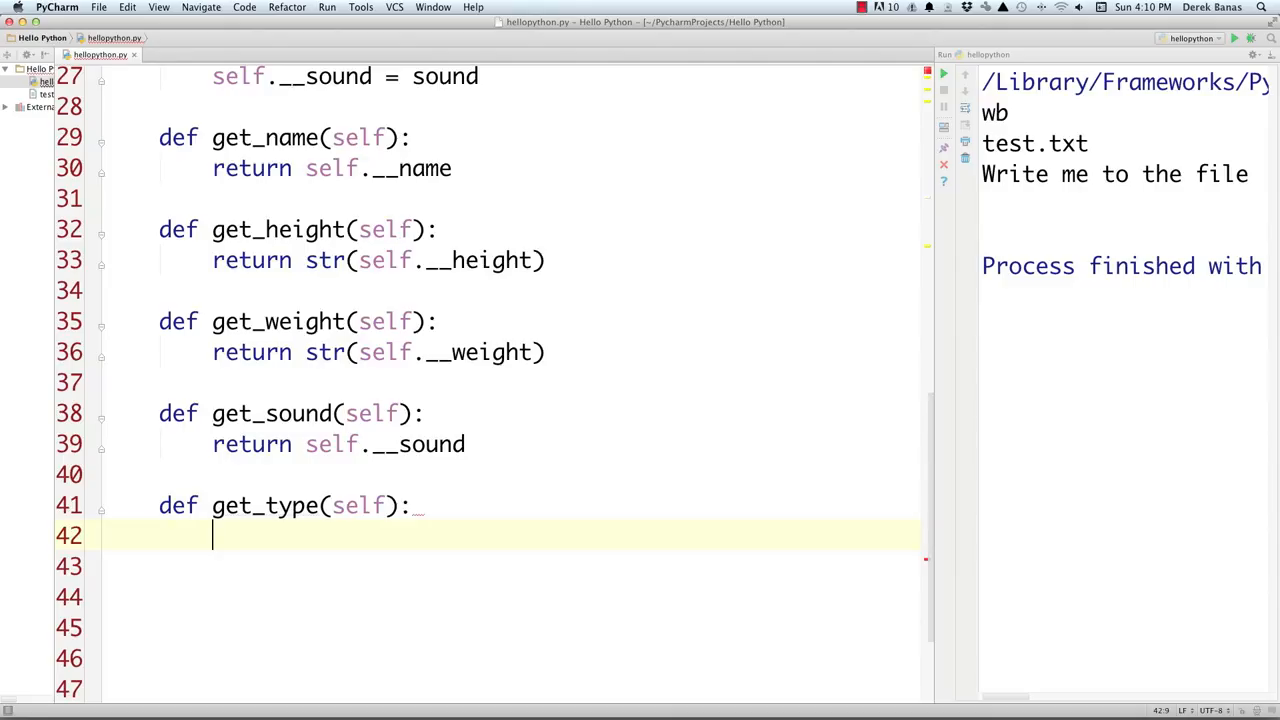 PyCharm File Edit View Navigate Code Refactor Run Tools VCS Window Help 10 Sun 4:10 PM Derek Banas
hellopython.py - Hello Python - [~/PycharmProjects/Hello Python]
Hello Python hellopython.py hellopython
hellopython.py Run hellopython
Hello P
hell
test
Externa
27 self.__sound = sound
28
29 def get_name(self):
30 return self.__name
31
32 def get_height(self):
33 return str(self.__height)
34
35 def get_weight(self):
36 return str(self.__weight)
37
38 def get_sound(self):
39 return self.__sound
40
41 def get_type(self):
42
43
44
45
46
47
/Library/Frameworks/Py
wb
test.txt
Write me to the file
Process finished with
42:9 LF UTF-8